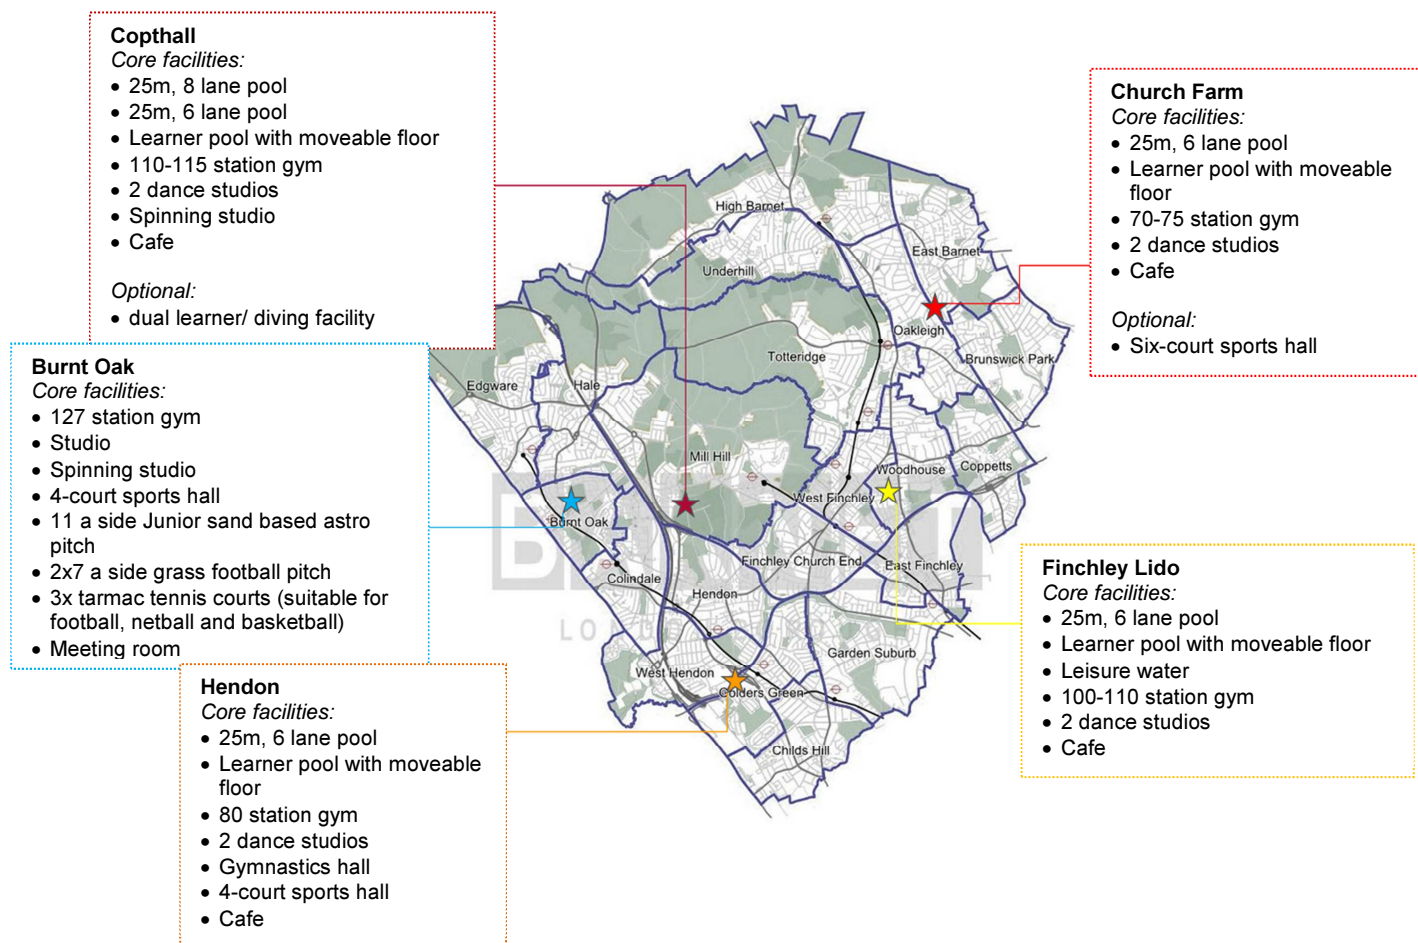 Copthall
Core facilities:
• 25m, 8 lane pool
• 25m, 6 lane pool
• Learner pool with moveable floor
• 110-115 station gym
• 2 dance studios
• Spinning studio
• Cafe
Optional:
• dual learner/ diving facility
Church Farm
Core facilities:
• 25m, 6 lane pool
• Learner pool with moveable
floor
• 70-75 station gym
• 2 dance studios
• Cafe
Optional:
• Six-court sports hall
Burnt Oak
Core facilities:
• 127 station gym
• Studio
• Spinning studio
• 4-court sports hall
• 11 a side Junior sand based astro
pitch
• 2x7 a side grass football pitch
• 3x tarmac tennis courts (suitable for
football, netball and basketball)
• Meeting room
Finchley Lido
Core facilities:
• 25m, 6 lane pool
• Learner pool with moveable floor
• Leisure water
• 100-110 station gym
• 2 dance studios
• Cafe
Hendon
Core facilities:
• 25m, 6 lane pool
• Learner pool with moveable
floor
• 80 station gym
• 2 dance studios
• Gymnastics hall
• 4-court sports hall
• Cafe
High Barnet
East Barnet
Underhill
Oakleigh
Totteridge
Brunswick Park
Edgware
Hale
Mill Hill
Woodhouse
Coppetts
West Finchley
Burnt Oak
Finchley Church End
East Finchley
Colindale
Hendon
Garden Suburb
West Hendon
Golders Green
Childs Hill